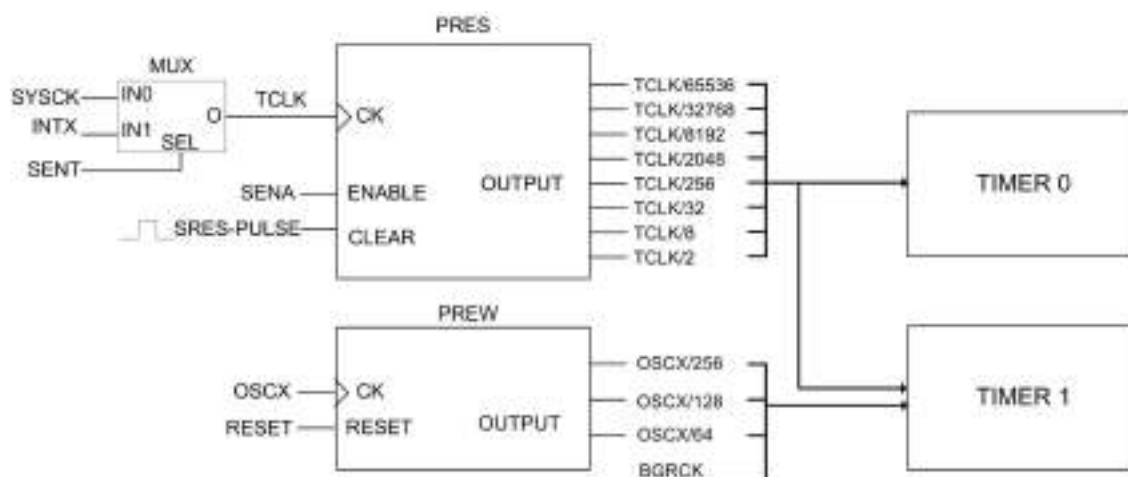 PRES
MUX
SYSCK
IN0
TCLK
O
CK
INTX
IN1
SEL
SENT
TCLK/65536
TCLK/32768
TCLK/8192
TCLK/2048
TCLK/256
TCLK/32
TCLK/8
TCLK/2
OUTPUT
SENA
ENABLE
SRES-PULSE
CLEAR
TIMER 0
PREW
OSCX
CK
RESET
RESET
OUTPUT
OSCX/256
OSCX/128
OSCX/64
BGRCK
TIMER 1